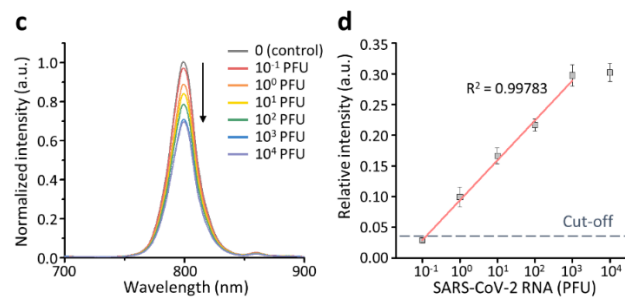 c
Normalized intensity (a.u.)
1.0
0.8
0.6
0.4
0.2
0.0
700
800
900
Wavelength (nm)
0 (control)
10⁻¹ PFU
10⁰ PFU
10¹ PFU
10² PFU
10³ PFU
10⁴ PFU
d
Relative intensity (a.u.)
0.35
0.30
0.25
0.20
0.15
0.10
0.05
0.00
R² = 0.99783
Cut-off
10⁻¹
10⁰
10¹
10²
10³
10⁴
SARS-CoV-2 RNA (PFU)